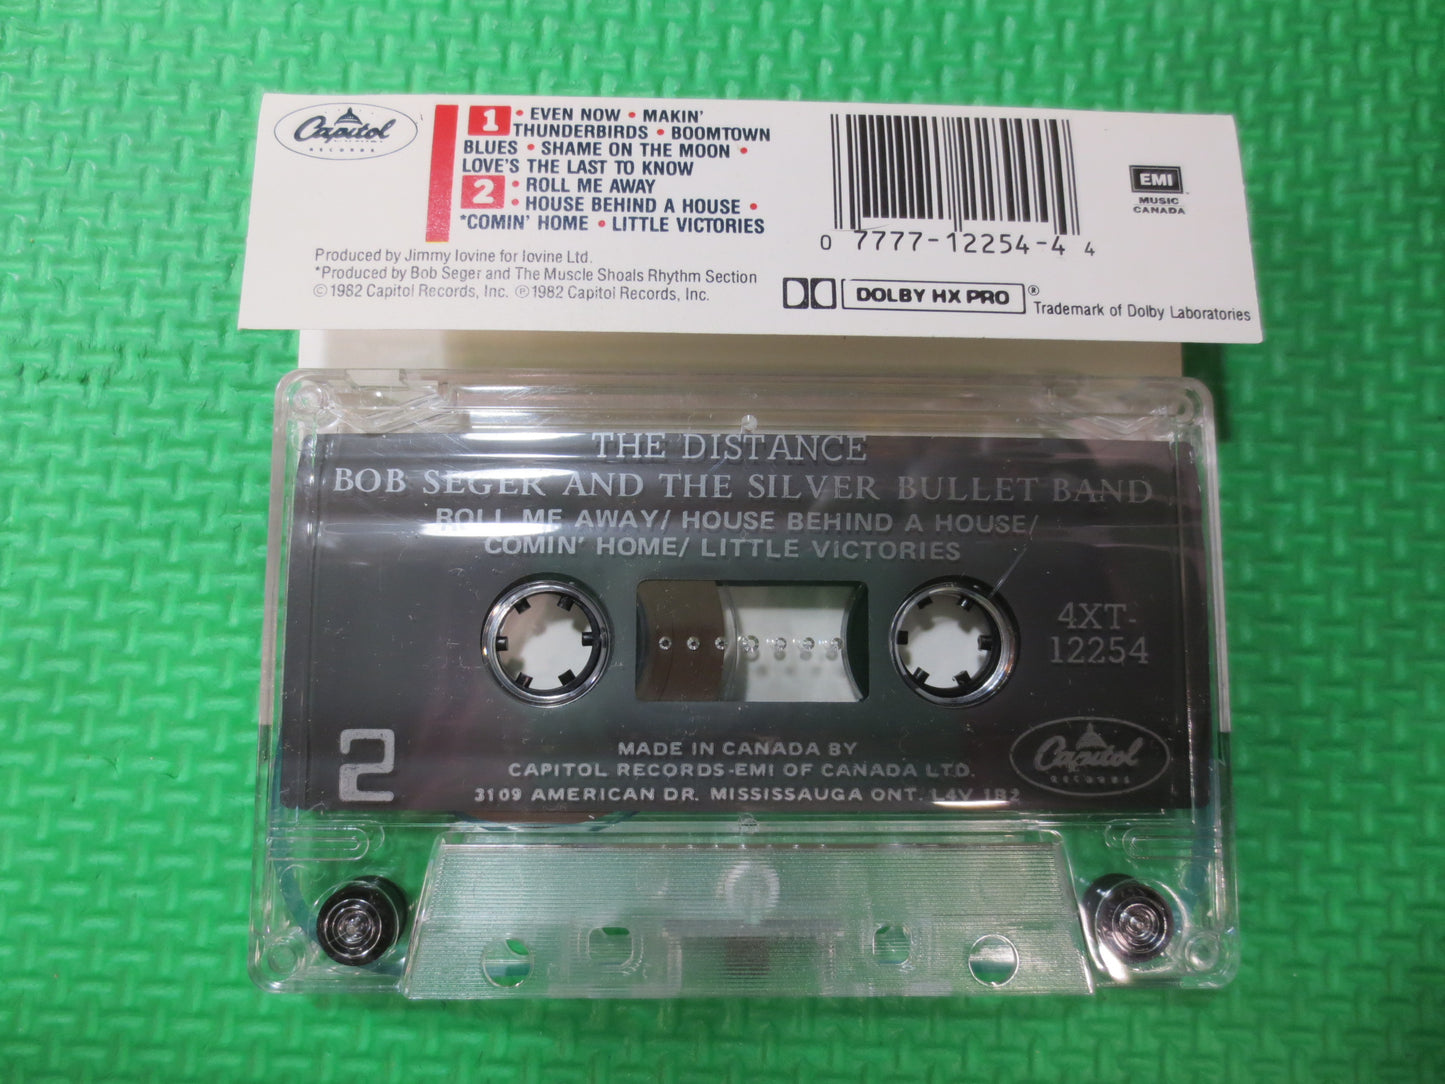 Capitol
RECORDS
1 • EVEN NOW • MAKIN'
THUNDERBIRDS • BOOMTOWN
BLUES • SHAME ON THE MOON •
LOVE'S THE LAST TO KNOW
2 • ROLL ME AWAY
• HOUSE BEHIND A HOUSE •
*COMIN' HOME • LITTLE VICTORIES
Produced by Jimmy Iovine for Iovine Ltd.
*Produced by Bob Seger and The Muscle Shoals Rhythm Section
©1982 Capitol Records, Inc. ℗1982 Capitol Records, Inc.
0 7777-12254-4 4
EMI
MUSIC
CANADA
DOLBY HX PRO ®
Trademark of Dolby Laboratories
THE DISTANCE
BOB SEGER AND THE SILVER BULLET BAND
ROLL ME AWAY/ HOUSE BEHIND A HOUSE/
COMIN' HOME/ LITTLE VICTORIES
4XT-
12254
2
MADE IN CANADA BY
CAPITOL RECORDS-EMI OF CANADA LTD.
3109 AMERICAN DR. MISSISSAUGA ONT. L4V 1B2
Capitol
RECORDS